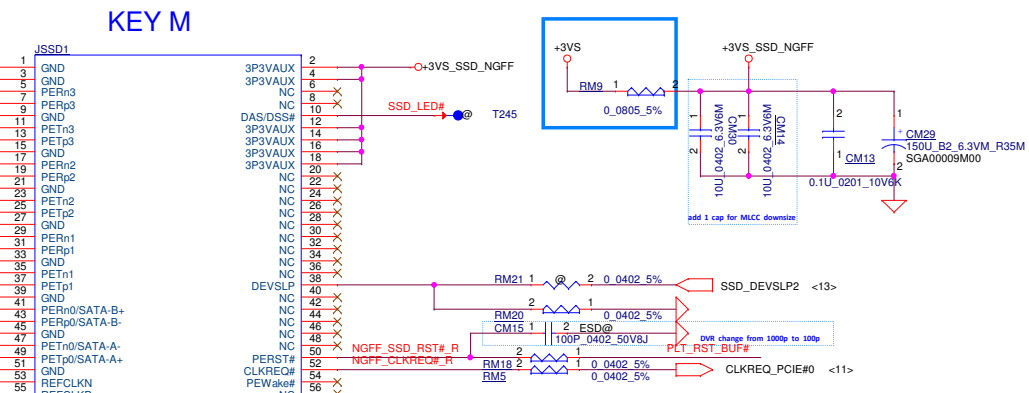 KEY M
JSSD1
1 GND 3P3VAUX 2
3 GND 3P3VAUX 4
5 PERn3 NC 6
7 PERp3 NC 8
9 GND DAS/DSS# 10
11 PETn3 3P3VAUX 12
13 PETp3 3P3VAUX 14
15 GND 3P3VAUX 16
17 PERn2 3P3VAUX 18
19 PERp2 NC 20
21 GND NC 22
23 PETn2 NC 24
25 PETp2 NC 26
27 GND NC 28
29 PERn1 NC 30
31 PERp1 NC 32
33 GND NC 34
35 PETn1 NC 36
37 PETp1 DEVSLP 38
39 GND NC 40
41 PERn0/SATA-B+ NC 42
43 PERp0/SATA-B- NC 44
45 GND NC 46
47 PETn0/SATA-A- NC 48
49 PETp0/SATA-A+ PERST# 50
51 GND CLKREQ# 52
53 REFCLKN PEWake# 54
55 56
+3VS_SSD_NGFF
SSD_LED# @ T245
+3VS
RM9 1 2
0_0805_5%
+3VS_SSD_NGFF
1 2
CM30
10U_0402_6.3V6M
1 2
CM14
10U_0402_6.3V6M
2 1
CM13
0.1U_0201_10V6K
1 + 2
CM29
150U_B2_6.3VM_R35M
SGA00009M00
add 1 cap for MLCC downsize
RM21 1 @ 2 0_0402_5% SSD_DEVSLP2 <13>
2 1
RM20 0_0402_5%
CM15 1 2 ESD@
100P_0402_50V8J
DVR change from 1000p to 100p
NGFF_SSD_RST#_R 2 1 PLT_RST_BUF#
NGFF_CLKREQ#_R RM18 2 1 0_0402_5% CLKREQ_PCIE#0 <11>
RM5 0_0402_5%